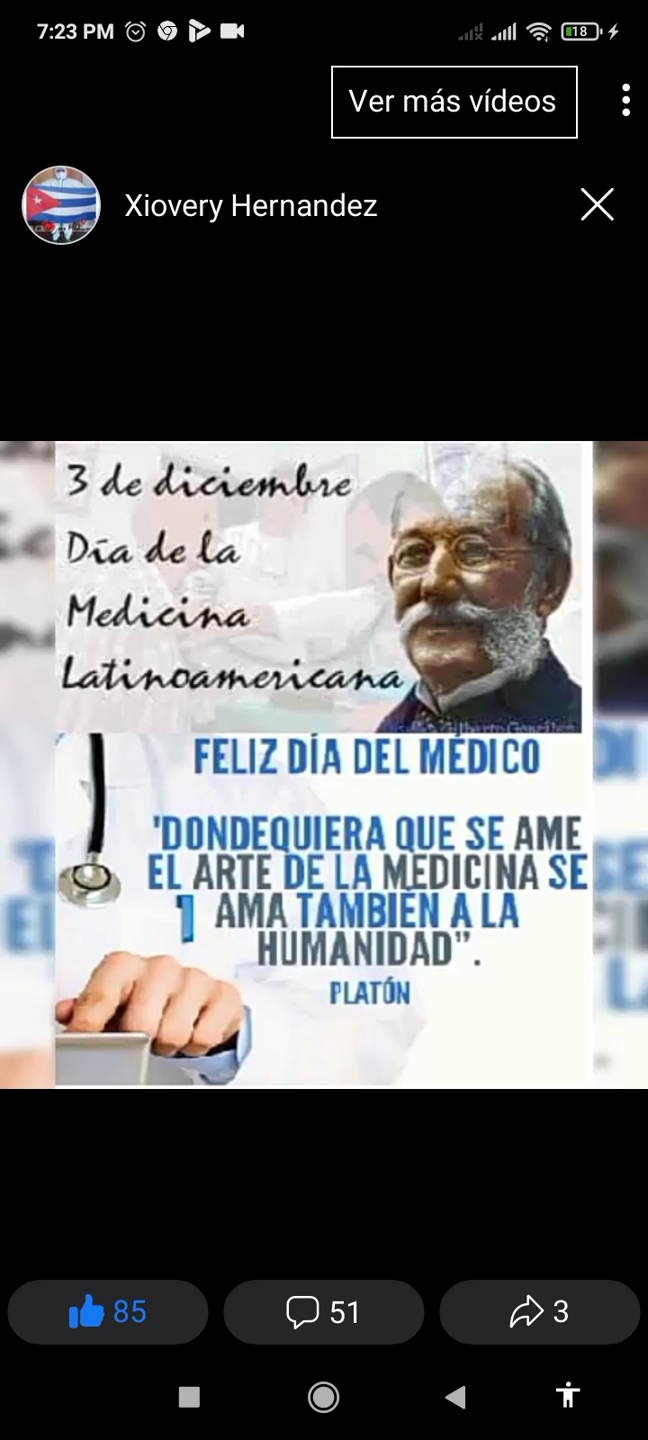 7:23 PM
18
Ver más vídeos
Xiovery Hernandez
3 de diciembre
Día de la
Medicina
Latinoamericana
FELIZ DÍA DEL MÉDICO
'DONDEQUIERA QUE SE AME
EL ARTE DE LA MEDICINA SE
1 AMA TAMBIÉN A LA
HUMANIDAD".
PLATÓN
85
51
3